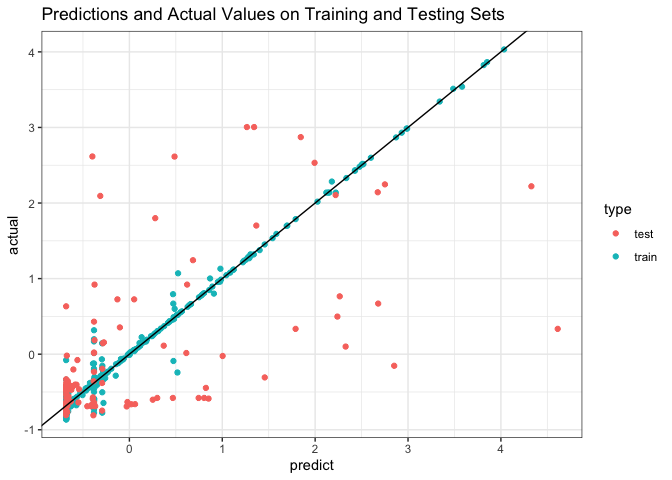 Predictions and Actual Values on Training and Testing Sets
4
3
2
1
0
-1
actual
0
1
2
3
4
predict
type
test
train